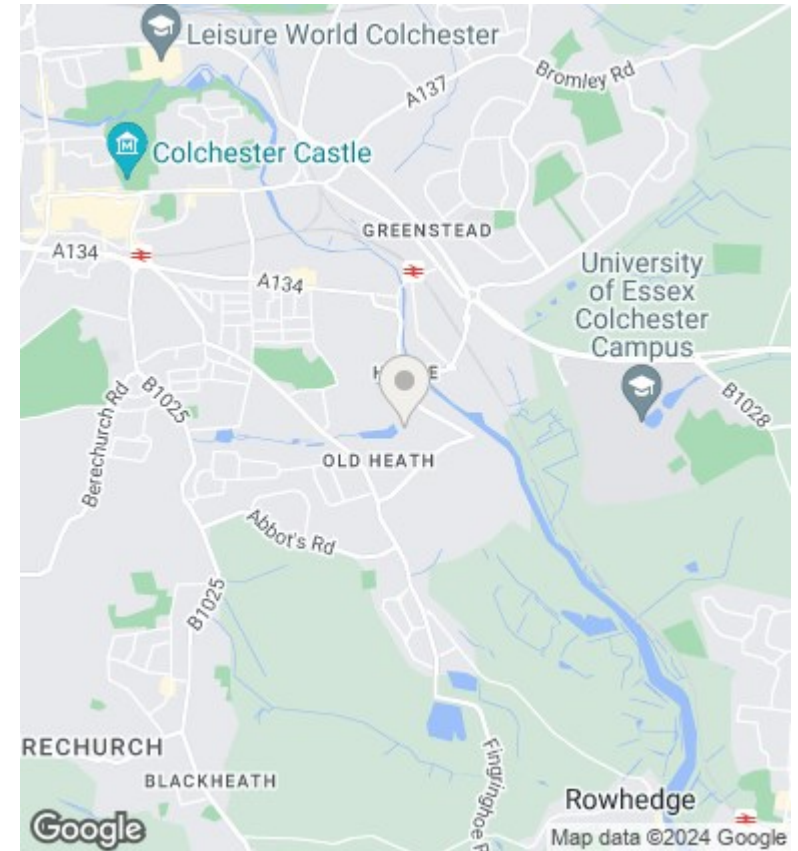 Leisure World Colchester
Bromley Rd
A137
Colchester Castle
GREENSTEAD
A134
A134
University
of Essex
Colchester
Campus
B1028
Berechurch Rd
B1025
OLD HEATH
Abbot's Rd
B1025
RECHURCH
BLACKHEATH
Fingringhoe R
Rowhedge
Google
Map data ©2024 Google